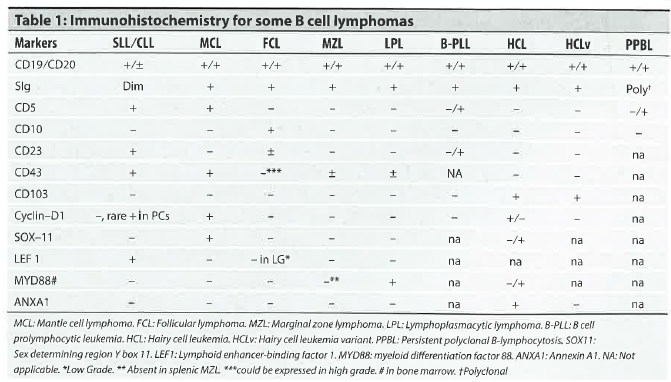 Table 1: Immunohistochemistry for some B cell lymphomas
Markers SLL/CLL MCL FCL MZL LPL B-PLL HCL HCLv PPBL
CD19/CD20 +/± +/+ +/+ +/+ +/+ +/+ +/+ +/+ +/+
SIg Dim + + + + + + + Poly†
CD5 + + – – – –/+ – – –/+
CD10 – – + – – – – – –
CD23 + – ± – – –/+ – – na
CD43 + + –*** ± ± NA – – na
CD103 – – – – – – + + na
Cyclin–D1 –, rare + in PCs + – – – – +/– – na
SOX–11 – + – – – na –/+ na na
LEF 1 + – – in LG* – – na na na na
MYD88# – – – –** + na –/+ na na
ANXA1 – – – – – na + – na
MCL: Mantle cell lymphoma. FCL: Follicular lymphoma. MZL: Marginal zone lymphoma. LPL: Lymphoplasmacytic lymphoma. B-PLL: B cell
prolymphocytic leukemia. HCL: Hairy cell leukemia. HCLv: Hairy cell leukemia variant. PPBL: Persistent polyclonal B-lymphocytosis. SOX11:
Sex determining region Y box 11. LEF1: Lymphoid enhancer-binding factor 1. MYD88: myeloid differentiation factor 88. ANXA1: Annexin A1. NA: Not
applicable. *Low Grade. ** Absent in splenic MZL. ***could be expressed in high grade. # in bone marrow. †Polyclonal